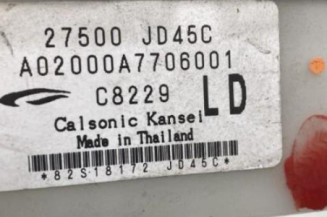 27500 JD45C
A02000A7706001
C8229 LD
Calsonic Kansei
Made in Thailand
*82S18172 JD45C*